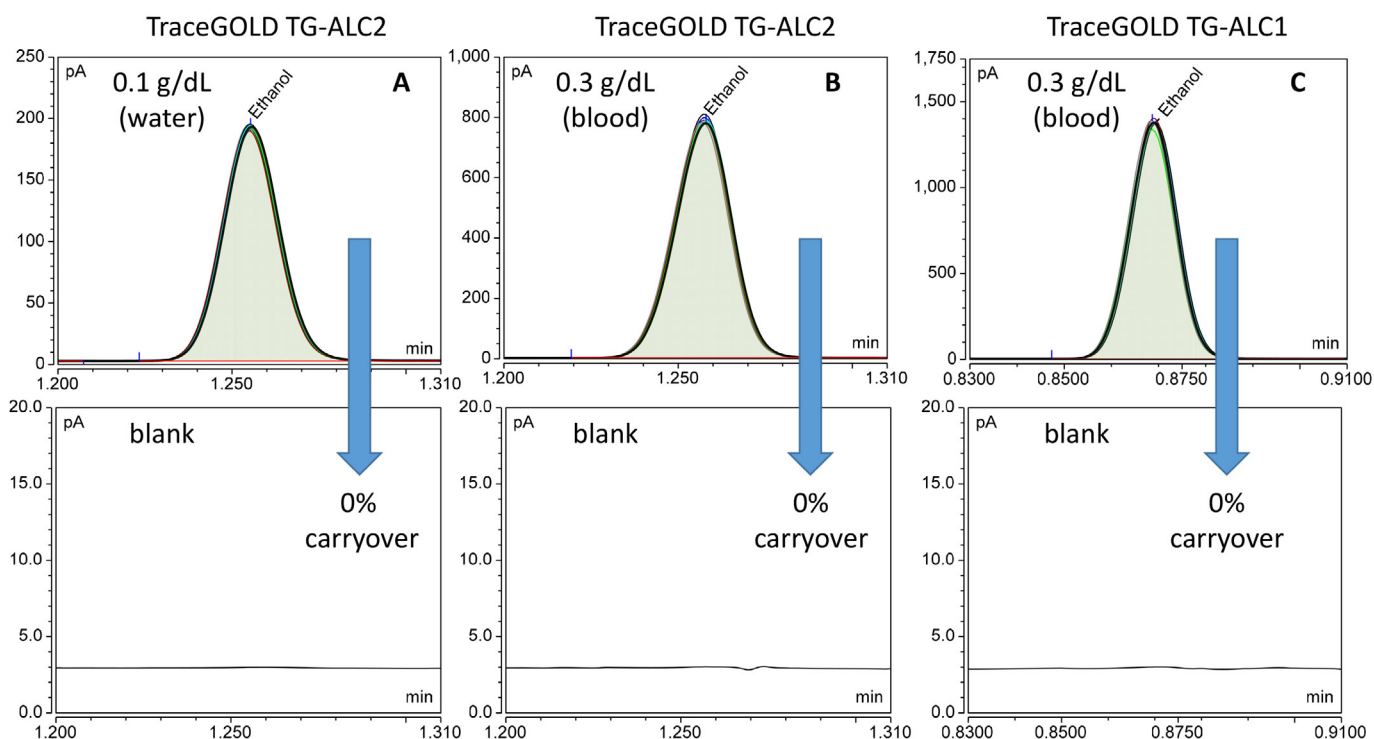 TraceGOLD TG-ALC2
TraceGOLD TG-ALC2
TraceGOLD TG-ALC1
250
200
150
100
50
0
pA
0.1 g/dL
(water)
A
Ethanol
min
1.200
1.250
1.310
1,000
800
600
400
200
0
pA
0.3 g/dL
(blood)
B
Ethanol
min
1.200
1.250
1.310
1,750
1,500
1,000
500
0
pA
0.3 g/dL
(blood)
C
Ethanol
min
0.8300
0.8500
0.8750
0.9100
20.0
15.0
10.0
5.0
0.0
pA
blank
0%
carryover
min
1.200
1.250
1.310
20.0
15.0
10.0
5.0
0.0
pA
blank
0%
carryover
min
1.200
1.250
1.310
20.0
15.0
10.0
5.0
0.0
pA
blank
0%
carryover
min
0.8300
0.8500
0.8750
0.9100